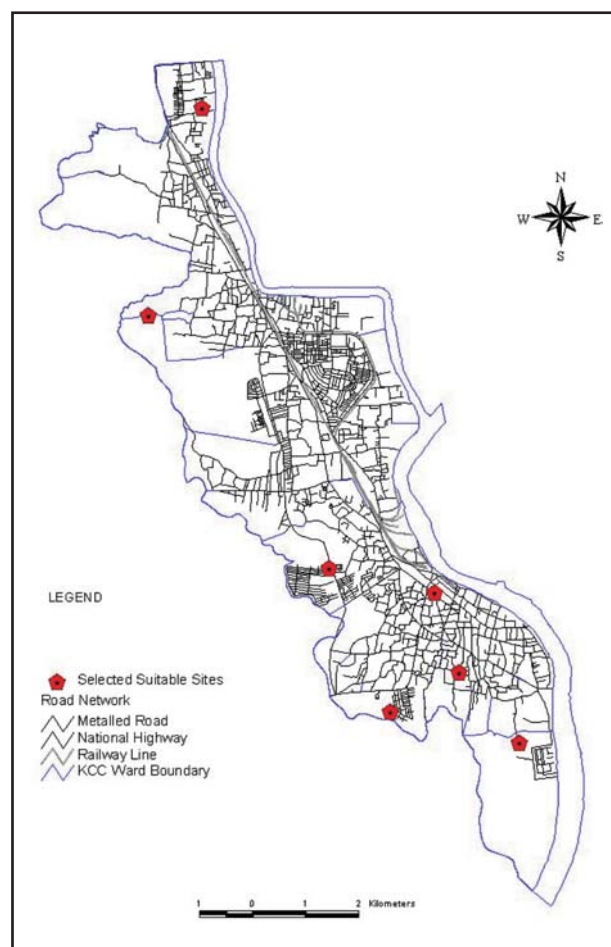 N
W E
S
LEGEND
Selected Suitable Sites
Road Network
Metalled Road
National Highway
Railway Line
KCC Ward Boundary
1 0 1 2 Kilometers